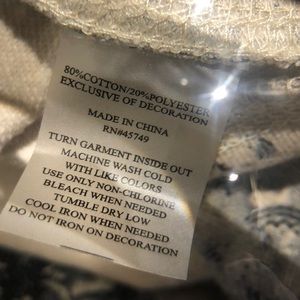 80%COTTON/20%POLYESTER
EXCLUSIVE OF DECORATION
MADE IN CHINA
RN#45749
TURN GARMENT INSIDE OUT
MACHINE WASH COLD
WITH LIKE COLORS
USE ONLY NON-CHLORINE
BLEACH WHEN NEEDED
TUMBLE DRY LOW
COOL IRON WHEN NEEDED
DO NOT IRON ON DECORATION